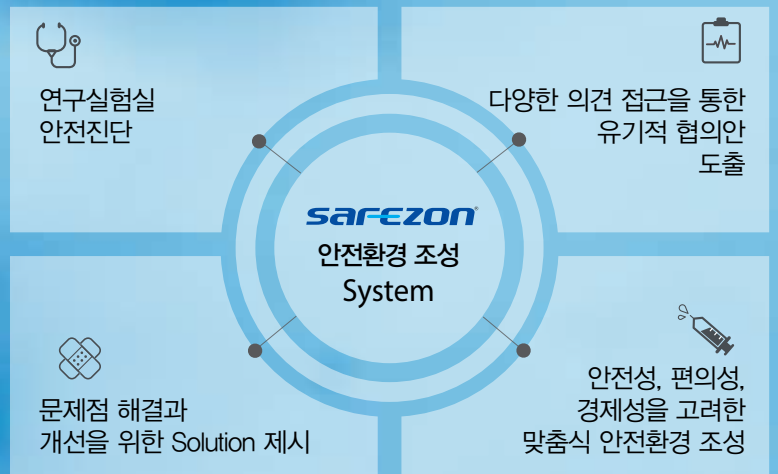 연구실험실
안전진단
다양한 의견 접근을 통한
유기적 협의안
도출
SAFEZON®
안전환경 조성
System
문제점 해결과
개선을 위한 Solution 제시
안전성, 편의성,
경제성을 고려한
맞춤식 안전환경 조성